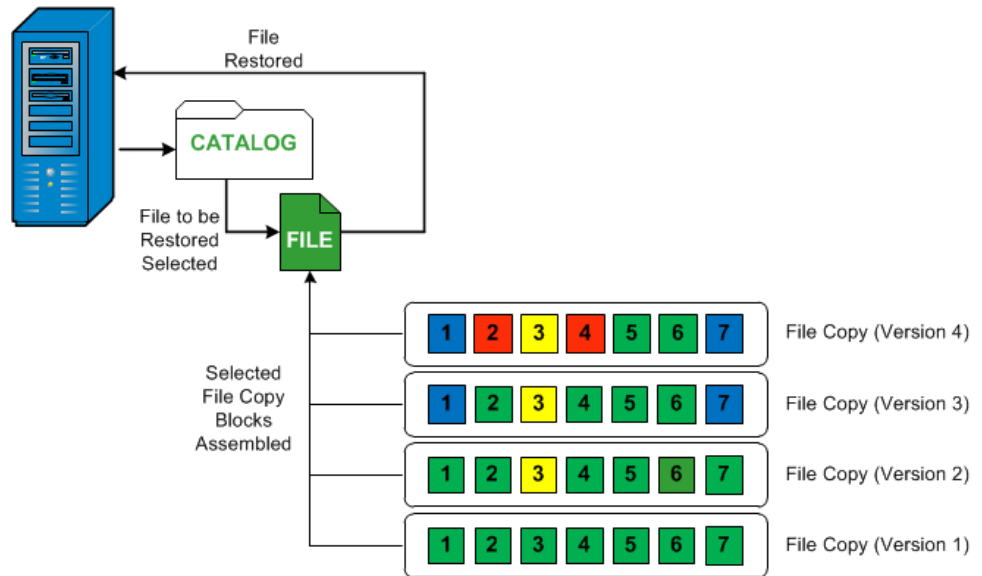 File
Restored
CATALOG
File to be
Restored
Selected
FILE
1 2 3 4 5 6 7 File Copy (Version 4)
Selected
File Copy
Blocks
Assembled
1 2 3 4 5 6 7 File Copy (Version 3)
1 2 3 4 5 6 7 File Copy (Version 2)
1 2 3 4 5 6 7 File Copy (Version 1)